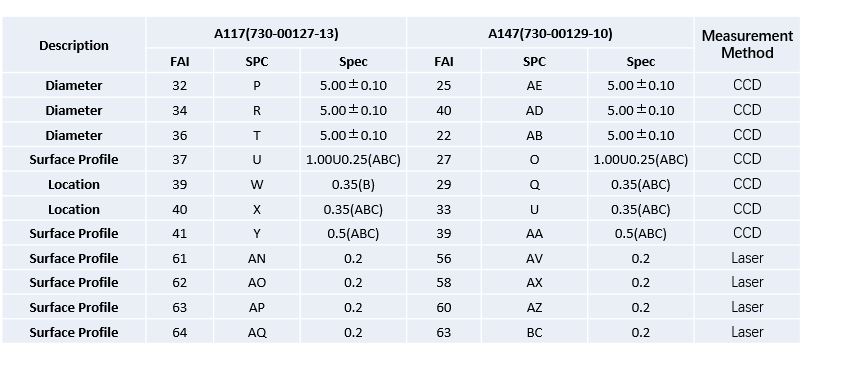 Description A117(730-00127-13) A147(730-00129-10) Measurement Method
FAI SPC Spec FAI SPC Spec
Diameter 32 P 5.00±0.10 25 AE 5.00±0.10 CCD
Diameter 34 R 5.00±0.10 40 AD 5.00±0.10 CCD
Diameter 36 T 5.00±0.10 22 AB 5.00±0.10 CCD
Surface Profile 37 U 1.00U0.25(ABC) 27 O 1.00U0.25(ABC) CCD
Location 39 W 0.35(B) 29 Q 0.35(ABC) CCD
Location 40 X 0.35(ABC) 33 U 0.35(ABC) CCD
Surface Profile 41 Y 0.5(ABC) 39 AA 0.5(ABC) CCD
Surface Profile 61 AN 0.2 56 AV 0.2 Laser
Surface Profile 62 AO 0.2 58 AX 0.2 Laser
Surface Profile 63 AP 0.2 60 AZ 0.2 Laser
Surface Profile 64 AQ 0.2 63 BC 0.2 Laser